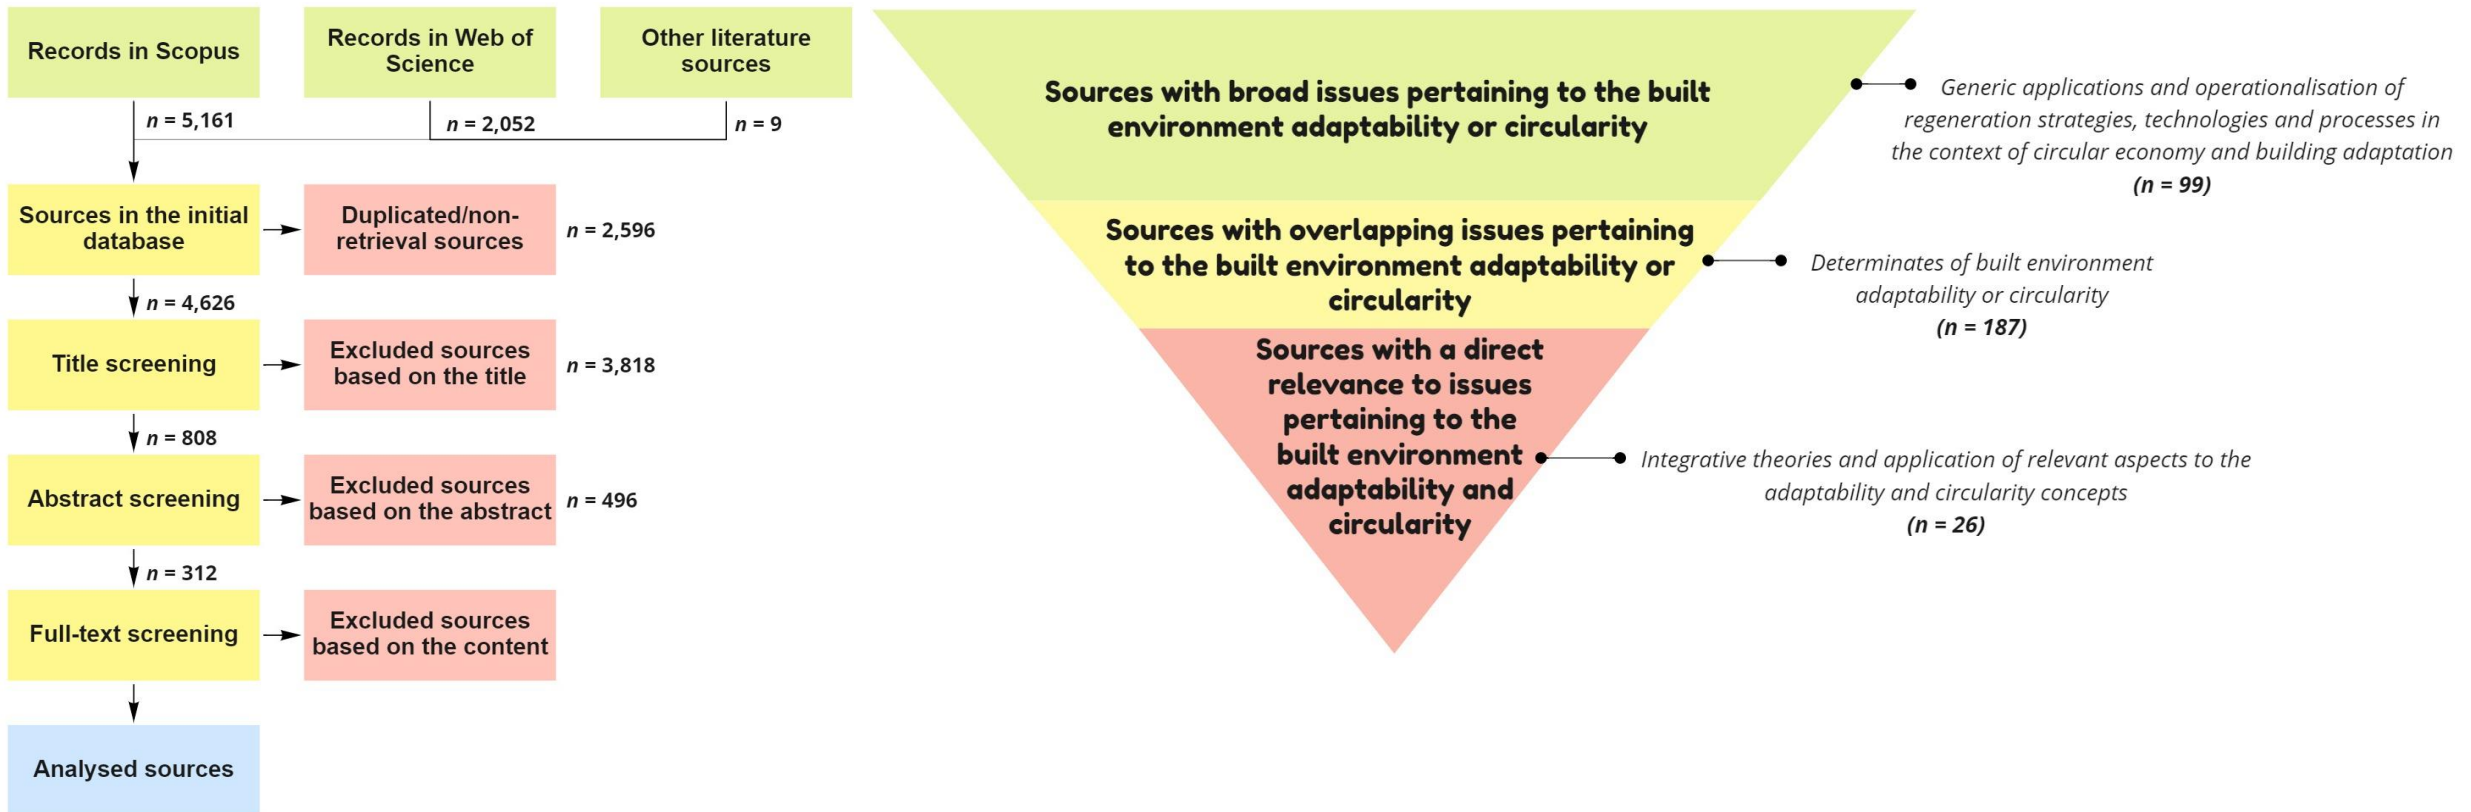 Records in Scopus
Records in Web of
Science
Other literature
sources
n = 5,161
n = 2,052
n = 9
Sources in the initial
database
Duplicated/non-
retrieval sources
n = 2,596
n = 4,626
Title screening
Excluded sources
based on the title
n = 3,818
n = 808
Abstract screening
Excluded sources
based on the abstract
n = 496
n = 312
Full-text screening
Excluded sources
based on the content
Analysed sources
Sources with broad issues pertaining to the built
environment adaptability or circularity
Generic applications and operationalisation of
regeneration strategies, technologies and processes in
the context of circular economy and building adaptation
(n = 99)
Sources with overlapping issues pertaining
to the built environment adaptability or
circularity
Determinates of built environment
adaptability or circularity
(n = 187)
Sources with a direct
relevance to issues
pertaining to the
built environment
adaptability and
circularity
Integrative theories and application of relevant aspects to the
adaptability and circularity concepts
(n = 26)